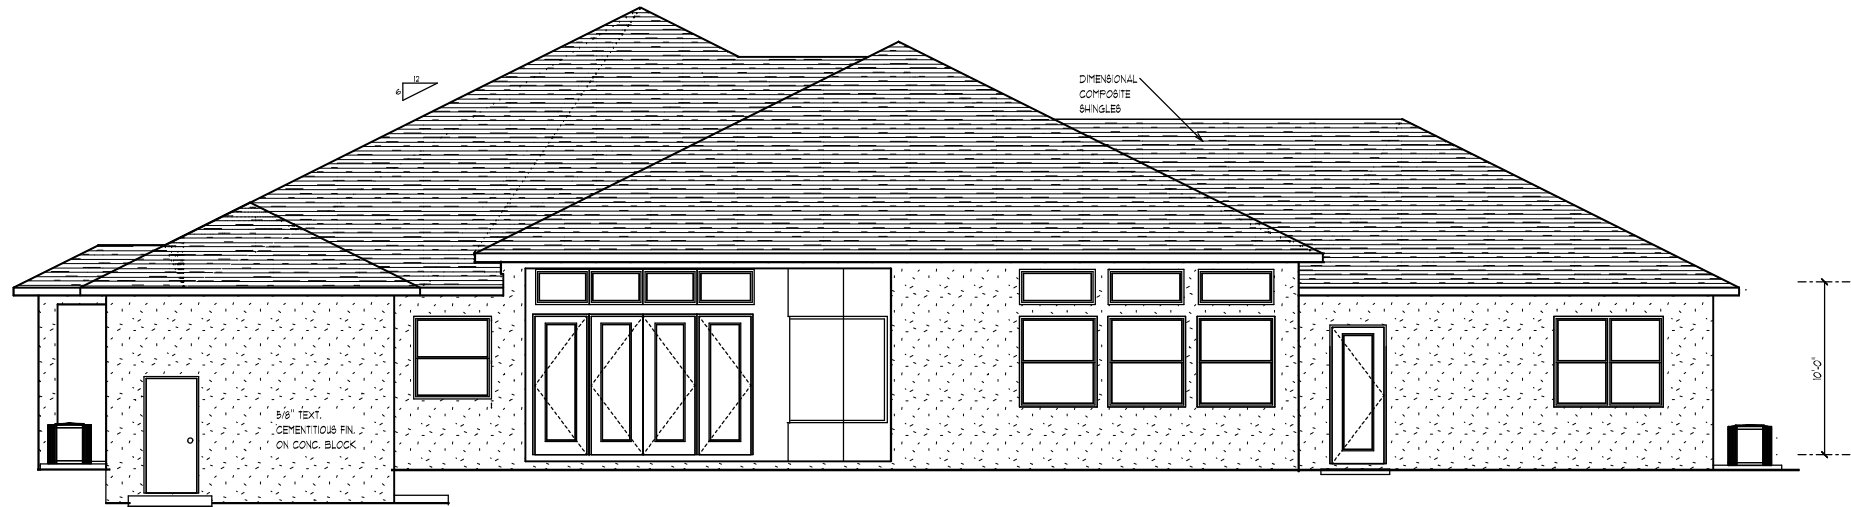 12
6
DIMENSIONAL
COMPOSITE
SHINGLES
10'-0"
5/8" TEXT.
CEMENTITIOUS FIN.
ON CONC. BLOCK